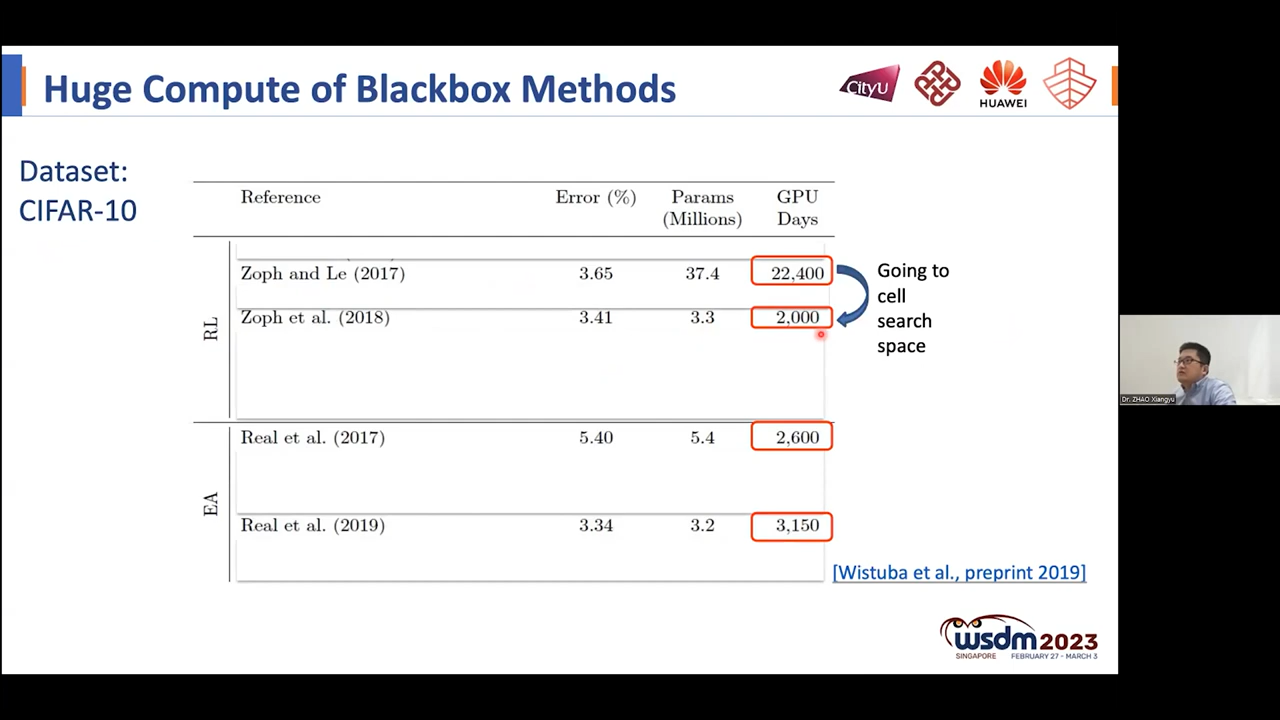 Huge Compute of Blackbox Methods
CityU
HUAWEI
Dataset:
CIFAR-10
Reference Error (%) Params (Millions) GPU Days
RL
Zoph and Le (2017) 3.65 37.4 22,400
Zoph et al. (2018) 3.41 3.3 2,000
Going to
cell
search
space
EA
Real et al. (2017) 5.40 5.4 2,600
Real et al. (2019) 3.34 3.2 3,150
[Wistuba et al., preprint 2019]
wsdm2023
SINGAPORE FEBRUARY 27 - MARCH 3
Dr. ZHAO Xiangyu